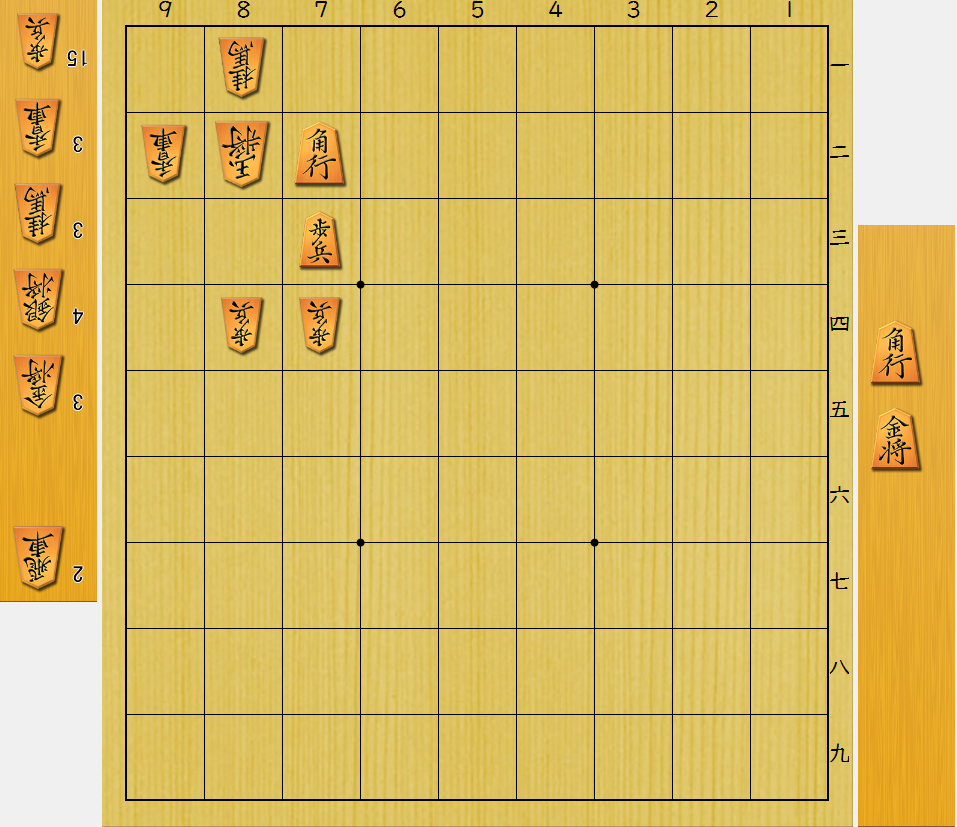 9 8 7 6 5 4 3 2 1
歩兵 15
香車 3
桂馬 3
銀将 4
金将 3
飛車 2
桂馬 一
香車 玉将 角行 二
歩兵 三
歩兵 歩兵 四
五
六
七
八
九
角行
金将